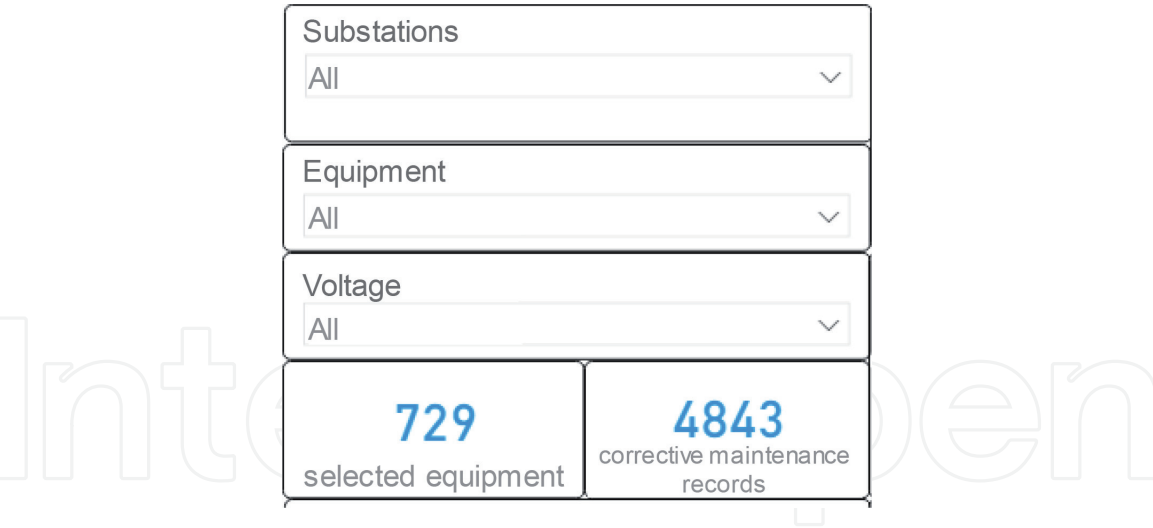 Substations
All
Equipment
All
Voltage
All
729
selected equipment
4843
corrective maintenance
records